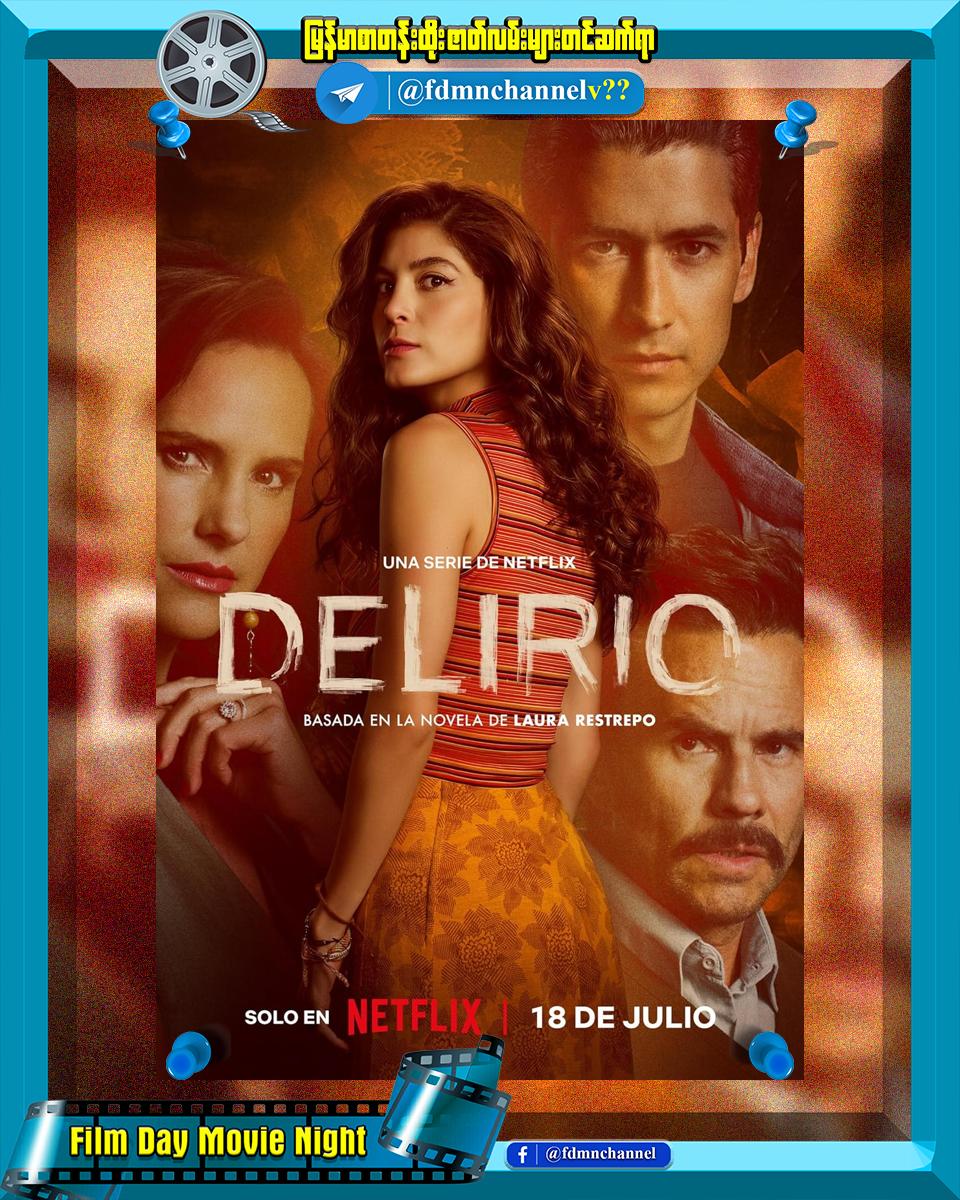 မြန်မာစာတန်းထိုးဇာတ်လမ်းများတင်ဆက်ရာ
@fdmnchannelv??
UNA SERIE DE NETFLIX
DELIRIO
BASADA EN LA NOVELA DE LAURA RESTREPO
SOLO EN NETFLIX | 18 DE JULIO
Film Day Movie Night
@fdmnchannel